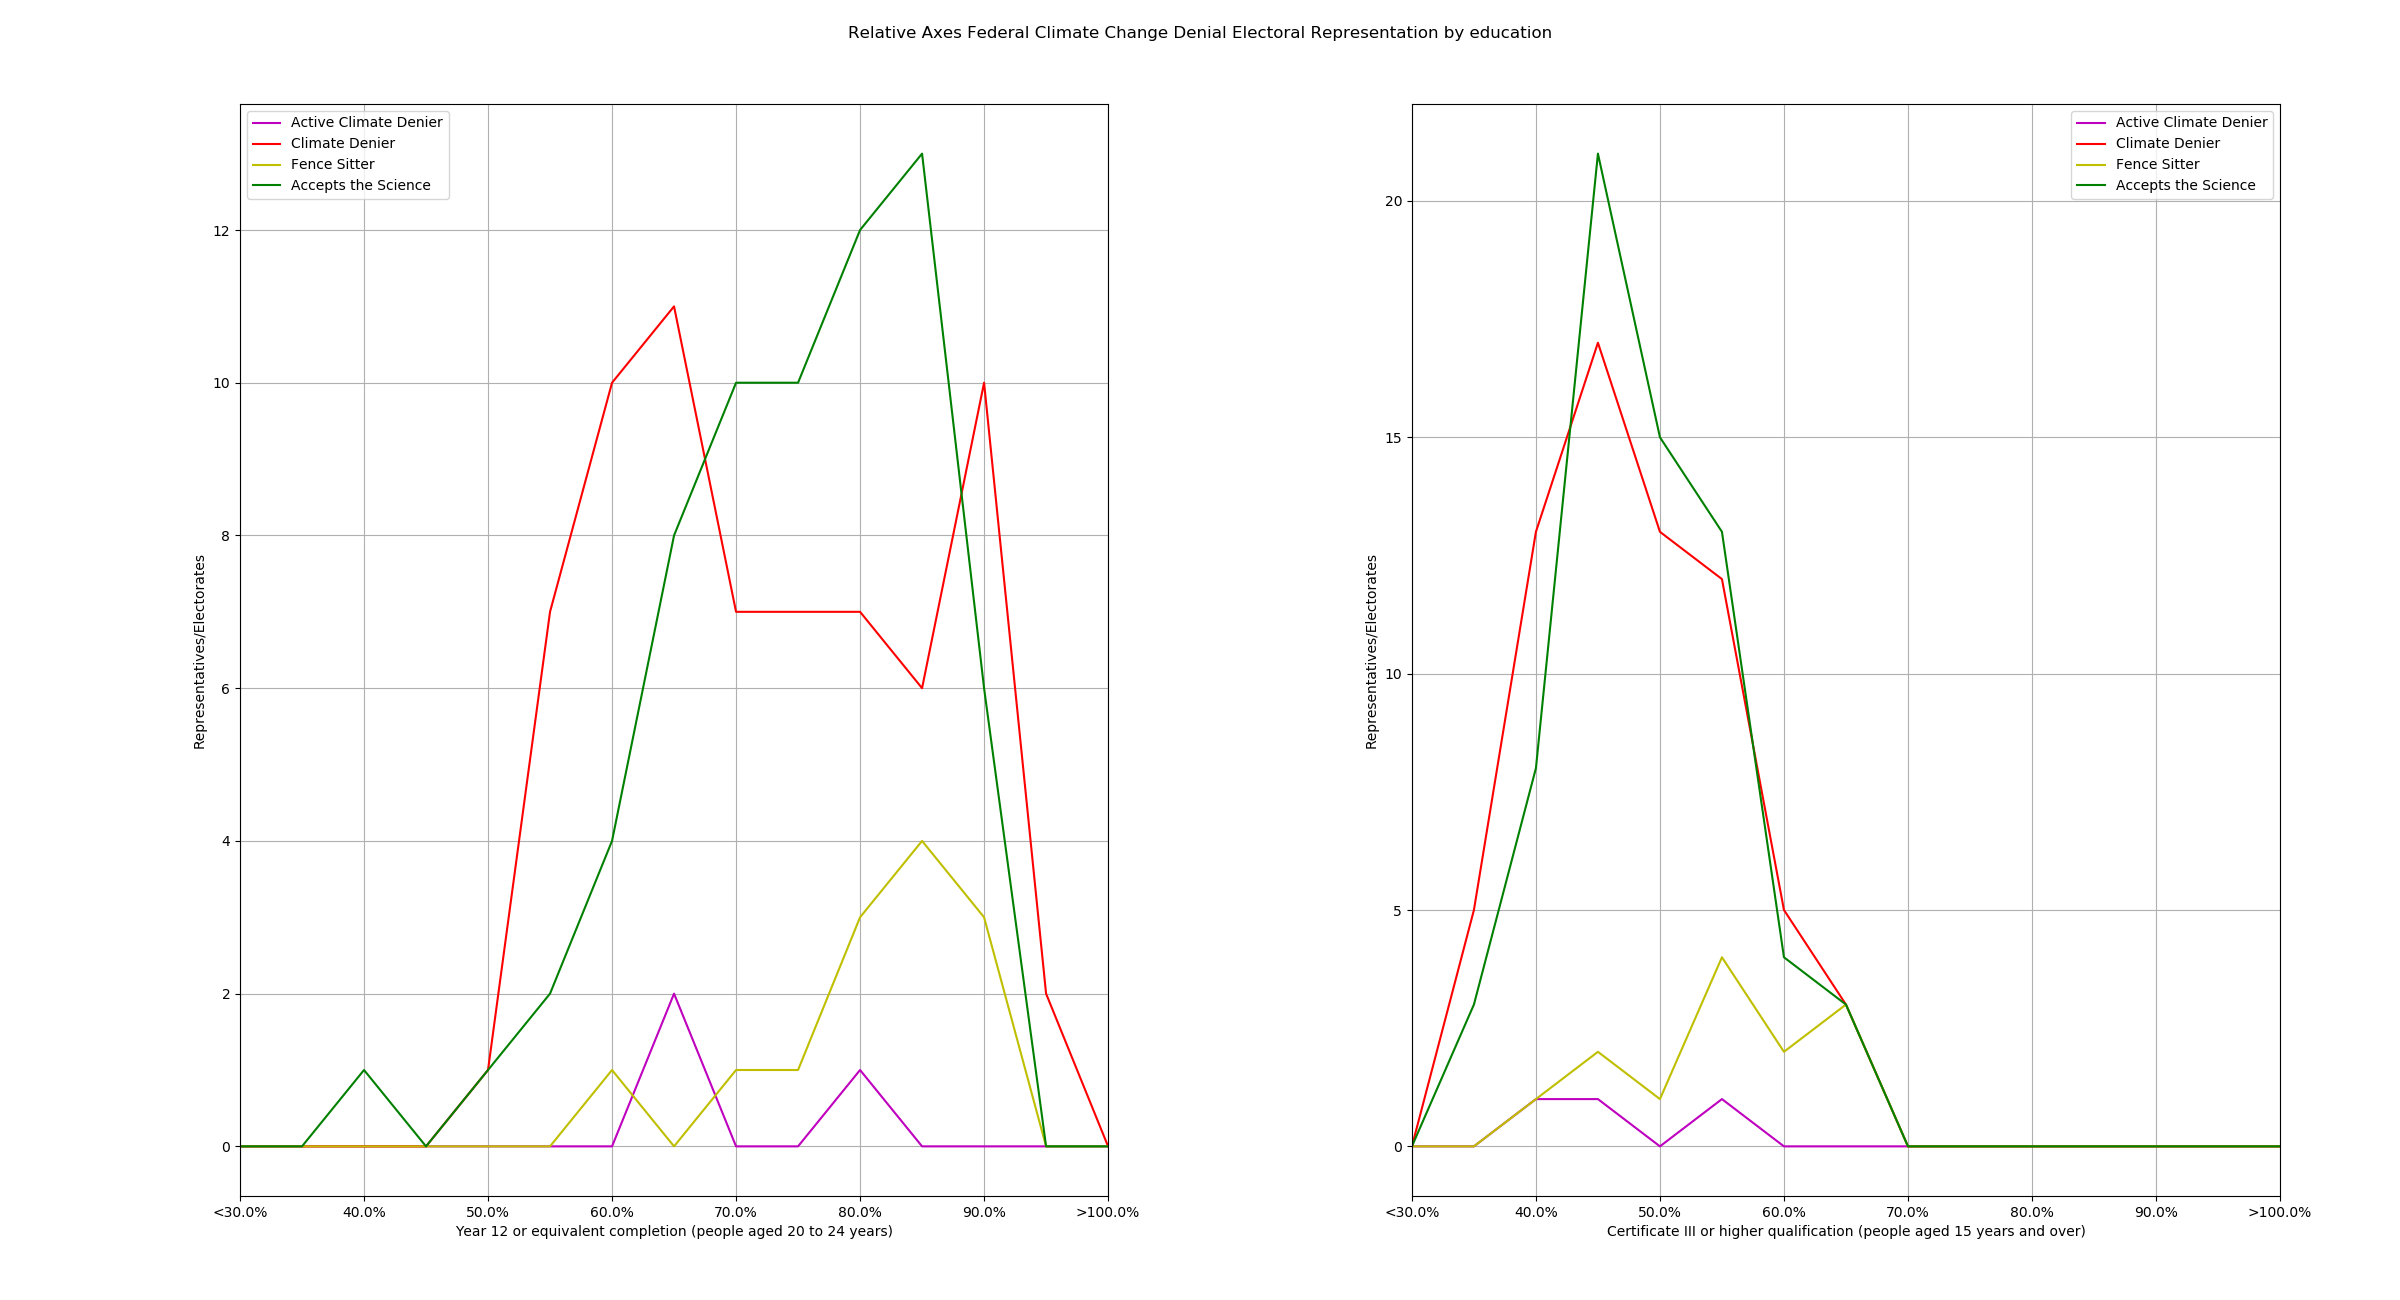 Relative Axes Federal Climate Change Denial Electoral Representation by education
Active Climate Denier
Climate Denier
Fence Sitter
Accepts the Science
12
10
8
6
4
2
0
Representatives/Electorates
<30.0% 40.0% 50.0% 60.0% 70.0% 80.0% 90.0% >100.0%
Year 12 or equivalent completion (people aged 20 to 24 years)
Active Climate Denier
Climate Denier
Fence Sitter
Accepts the Science
20
15
10
5
0
Representatives/Electorates
<30.0% 40.0% 50.0% 60.0% 70.0% 80.0% 90.0% >100.0%
Certificate III or higher qualification (people aged 15 years and over)